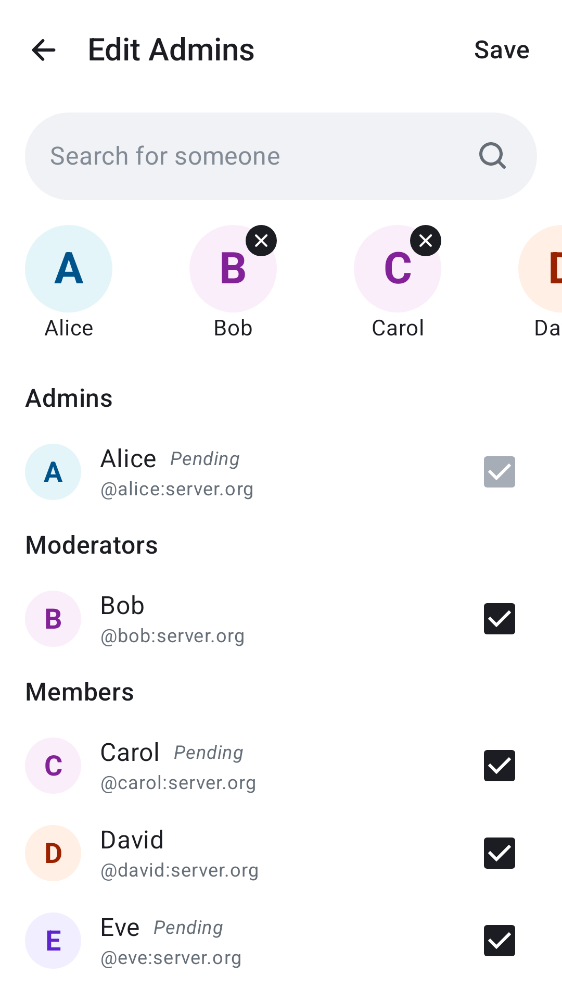 Edit Admins Save
Search for someone
A B C D
Alice Bob Carol Da
Admins
A Alice Pending
@alice:server.org
Moderators
B Bob
@bob:server.org
Members
C Carol Pending
@carol:server.org
D David
@david:server.org
E Eve Pending
@eve:server.org